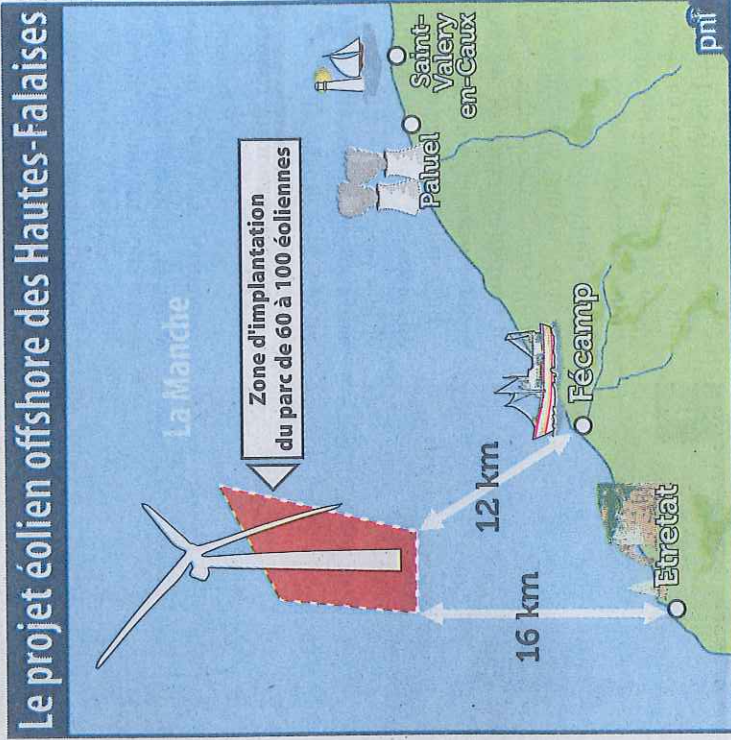 Le projet éolien offshore des Hautes-Falaises
La Manche
Zone d'implantation
du parc de 60 à 100 éoliennes
Saint-
Valery
en-Caux
Paluel
Fécamp
12 km
16 km
Etretat
pnf